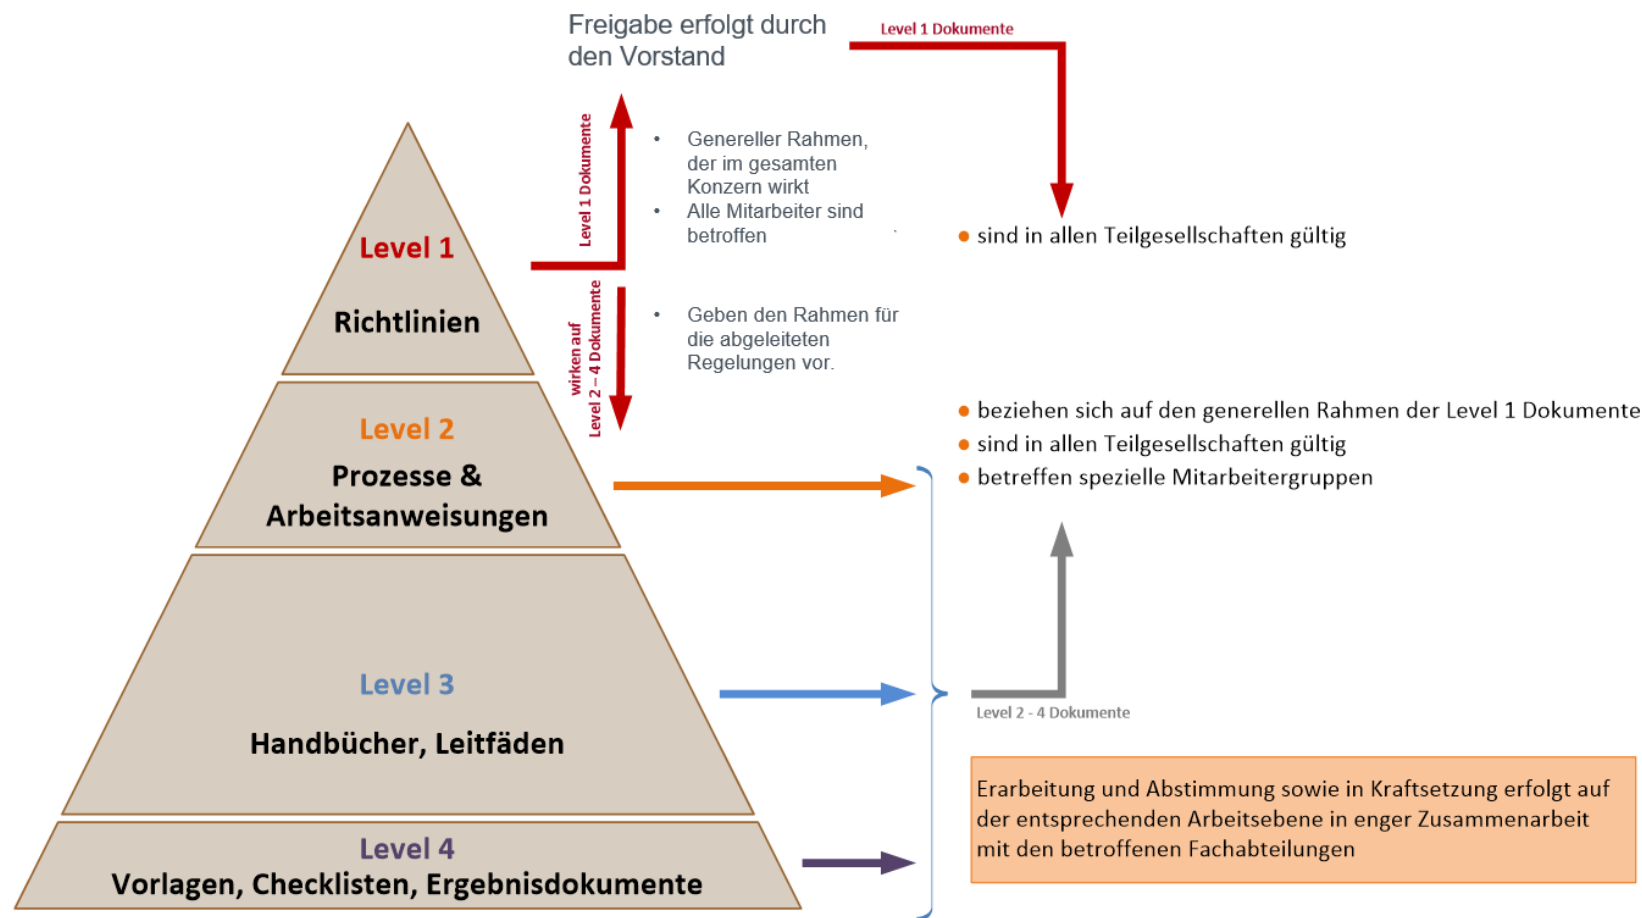 Freigabe erfolgt durch
den Vorstand
Level 1 Dokumente
Level 1 Dokumente
• Genereller Rahmen,
der im gesamten
Konzern wirkt
• Alle Mitarbeiter sind
betroffen
• sind in allen Teilgesellschaften gültig
Level 1
Richtlinien
wirken auf
Level 2 – 4 Dokumente
• Geben den Rahmen für
die abgeleiteten
Regelungen vor.
Level 2
Prozesse &
Arbeitsanweisungen
• beziehen sich auf den generellen Rahmen der Level 1 Dokumente
• sind in allen Teilgesellschaften gültig
• betreffen spezielle Mitarbeitergruppen
Level 3
Handbücher, Leitfäden
Level 2 - 4 Dokumente
Erarbeitung und Abstimmung sowie in Kraftsetzung erfolgt auf
der entsprechenden Arbeitsebene in enger Zusammenarbeit
mit den betroffenen Fachabteilungen
Level 4
Vorlagen, Checklisten, Ergebnisdokumente